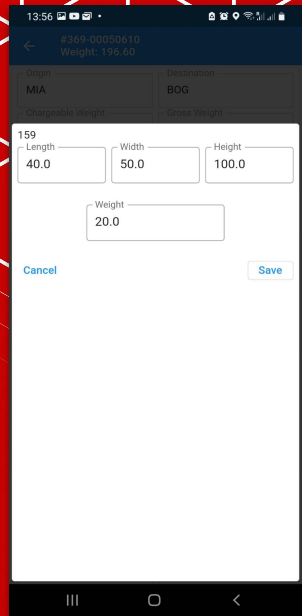 13:56
#369-00050610
Weight: 196.60
Origin
Destination
MIA
BOG
Chargeable Weight
Gross Weight
159
Length
Width
Height
40.0
50.0
100.0
Weight
20.0
Cancel
Save